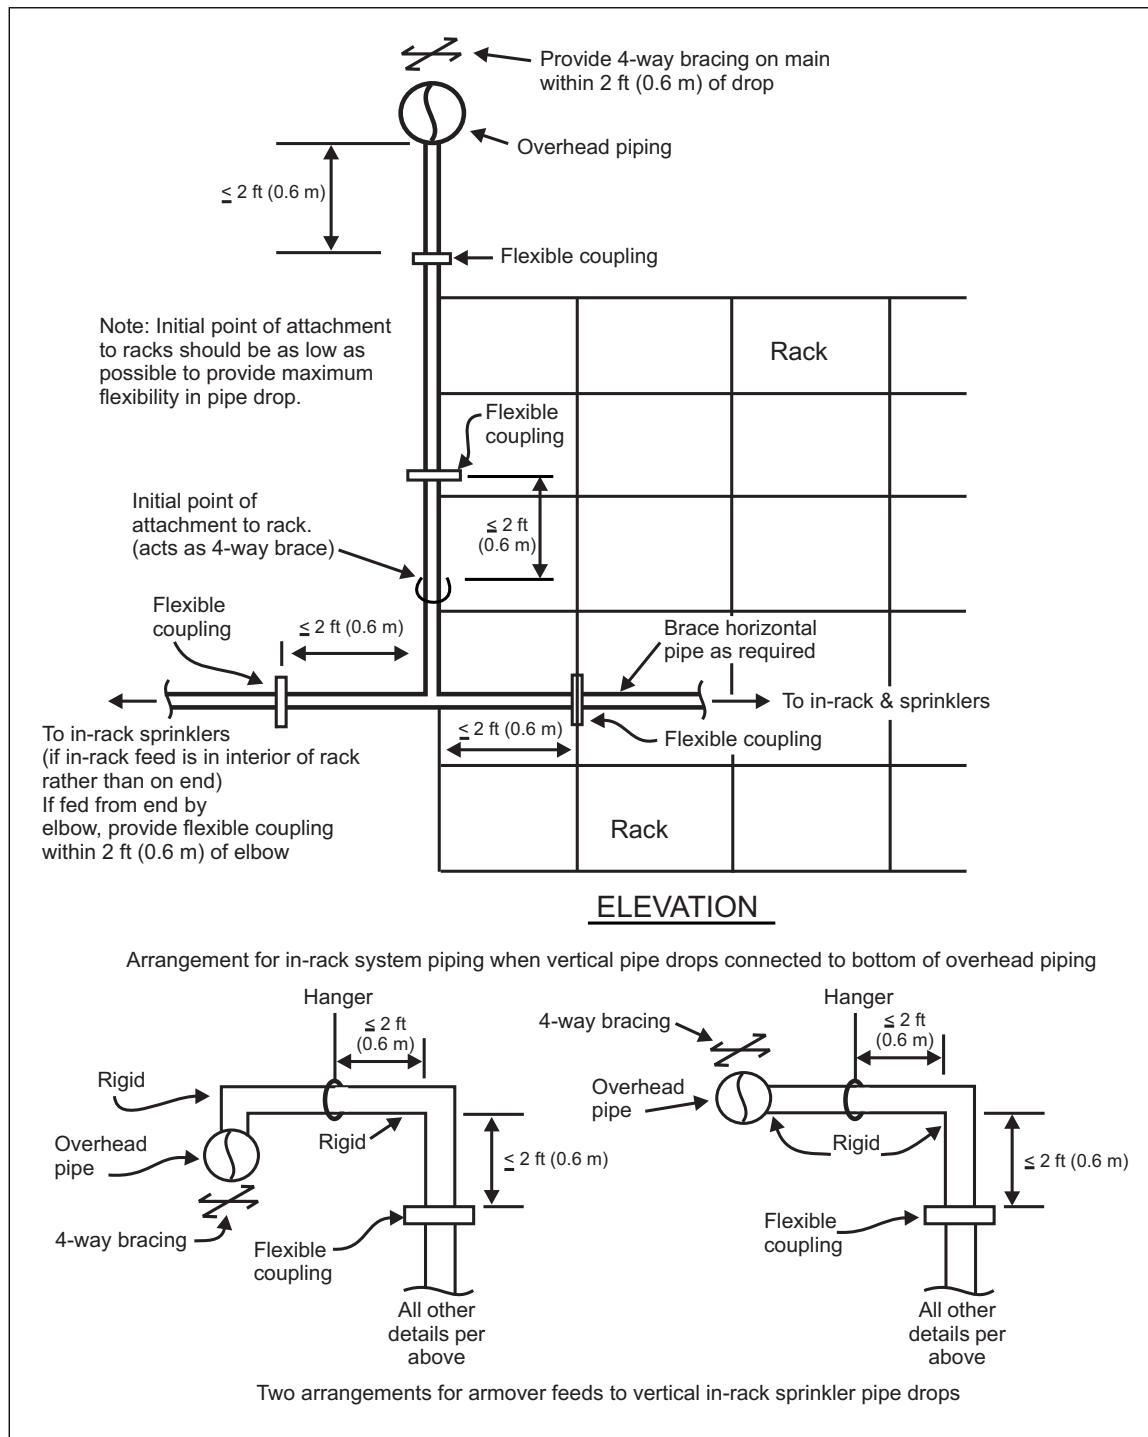 Provide 4-way bracing on main
within 2 ft (0.6 m) of drop
Overhead piping
≤ 2 ft (0.6 m)
Flexible coupling
Note: Initial point of attachment
to racks should be as low as
possible to provide maximum
flexibility in pipe drop.
Rack
Flexible
coupling
Initial point of
attachment to rack.
(acts as 4-way brace)
≤ 2 ft
(0.6 m)
Flexible
coupling
≤ 2 ft (0.6 m)
Brace horizontal
pipe as required
To in-rack & sprinklers
≤ 2 ft (0.6 m)
Flexible coupling
To in-rack sprinklers
(if in-rack feed is in interior of rack
rather than on end)
If fed from end by
elbow, provide flexible coupling
within 2 ft (0.6 m) of elbow
Rack
ELEVATION
Arrangement for in-rack system piping when vertical pipe drops connected to bottom of overhead piping
Hanger
≤ 2 ft
(0.6 m)
Rigid
Rigid
Overhead
pipe
≤ 2 ft (0.6 m)
4-way bracing
Flexible
coupling
All other
details per
above
Hanger
4-way bracing
≤ 2 ft
(0.6 m)
Overhead
pipe
Rigid
≤ 2 ft (0.6 m)
Flexible
coupling
All other
details per
above
Two arrangements for armover feeds to vertical in-rack sprinkler pipe drops